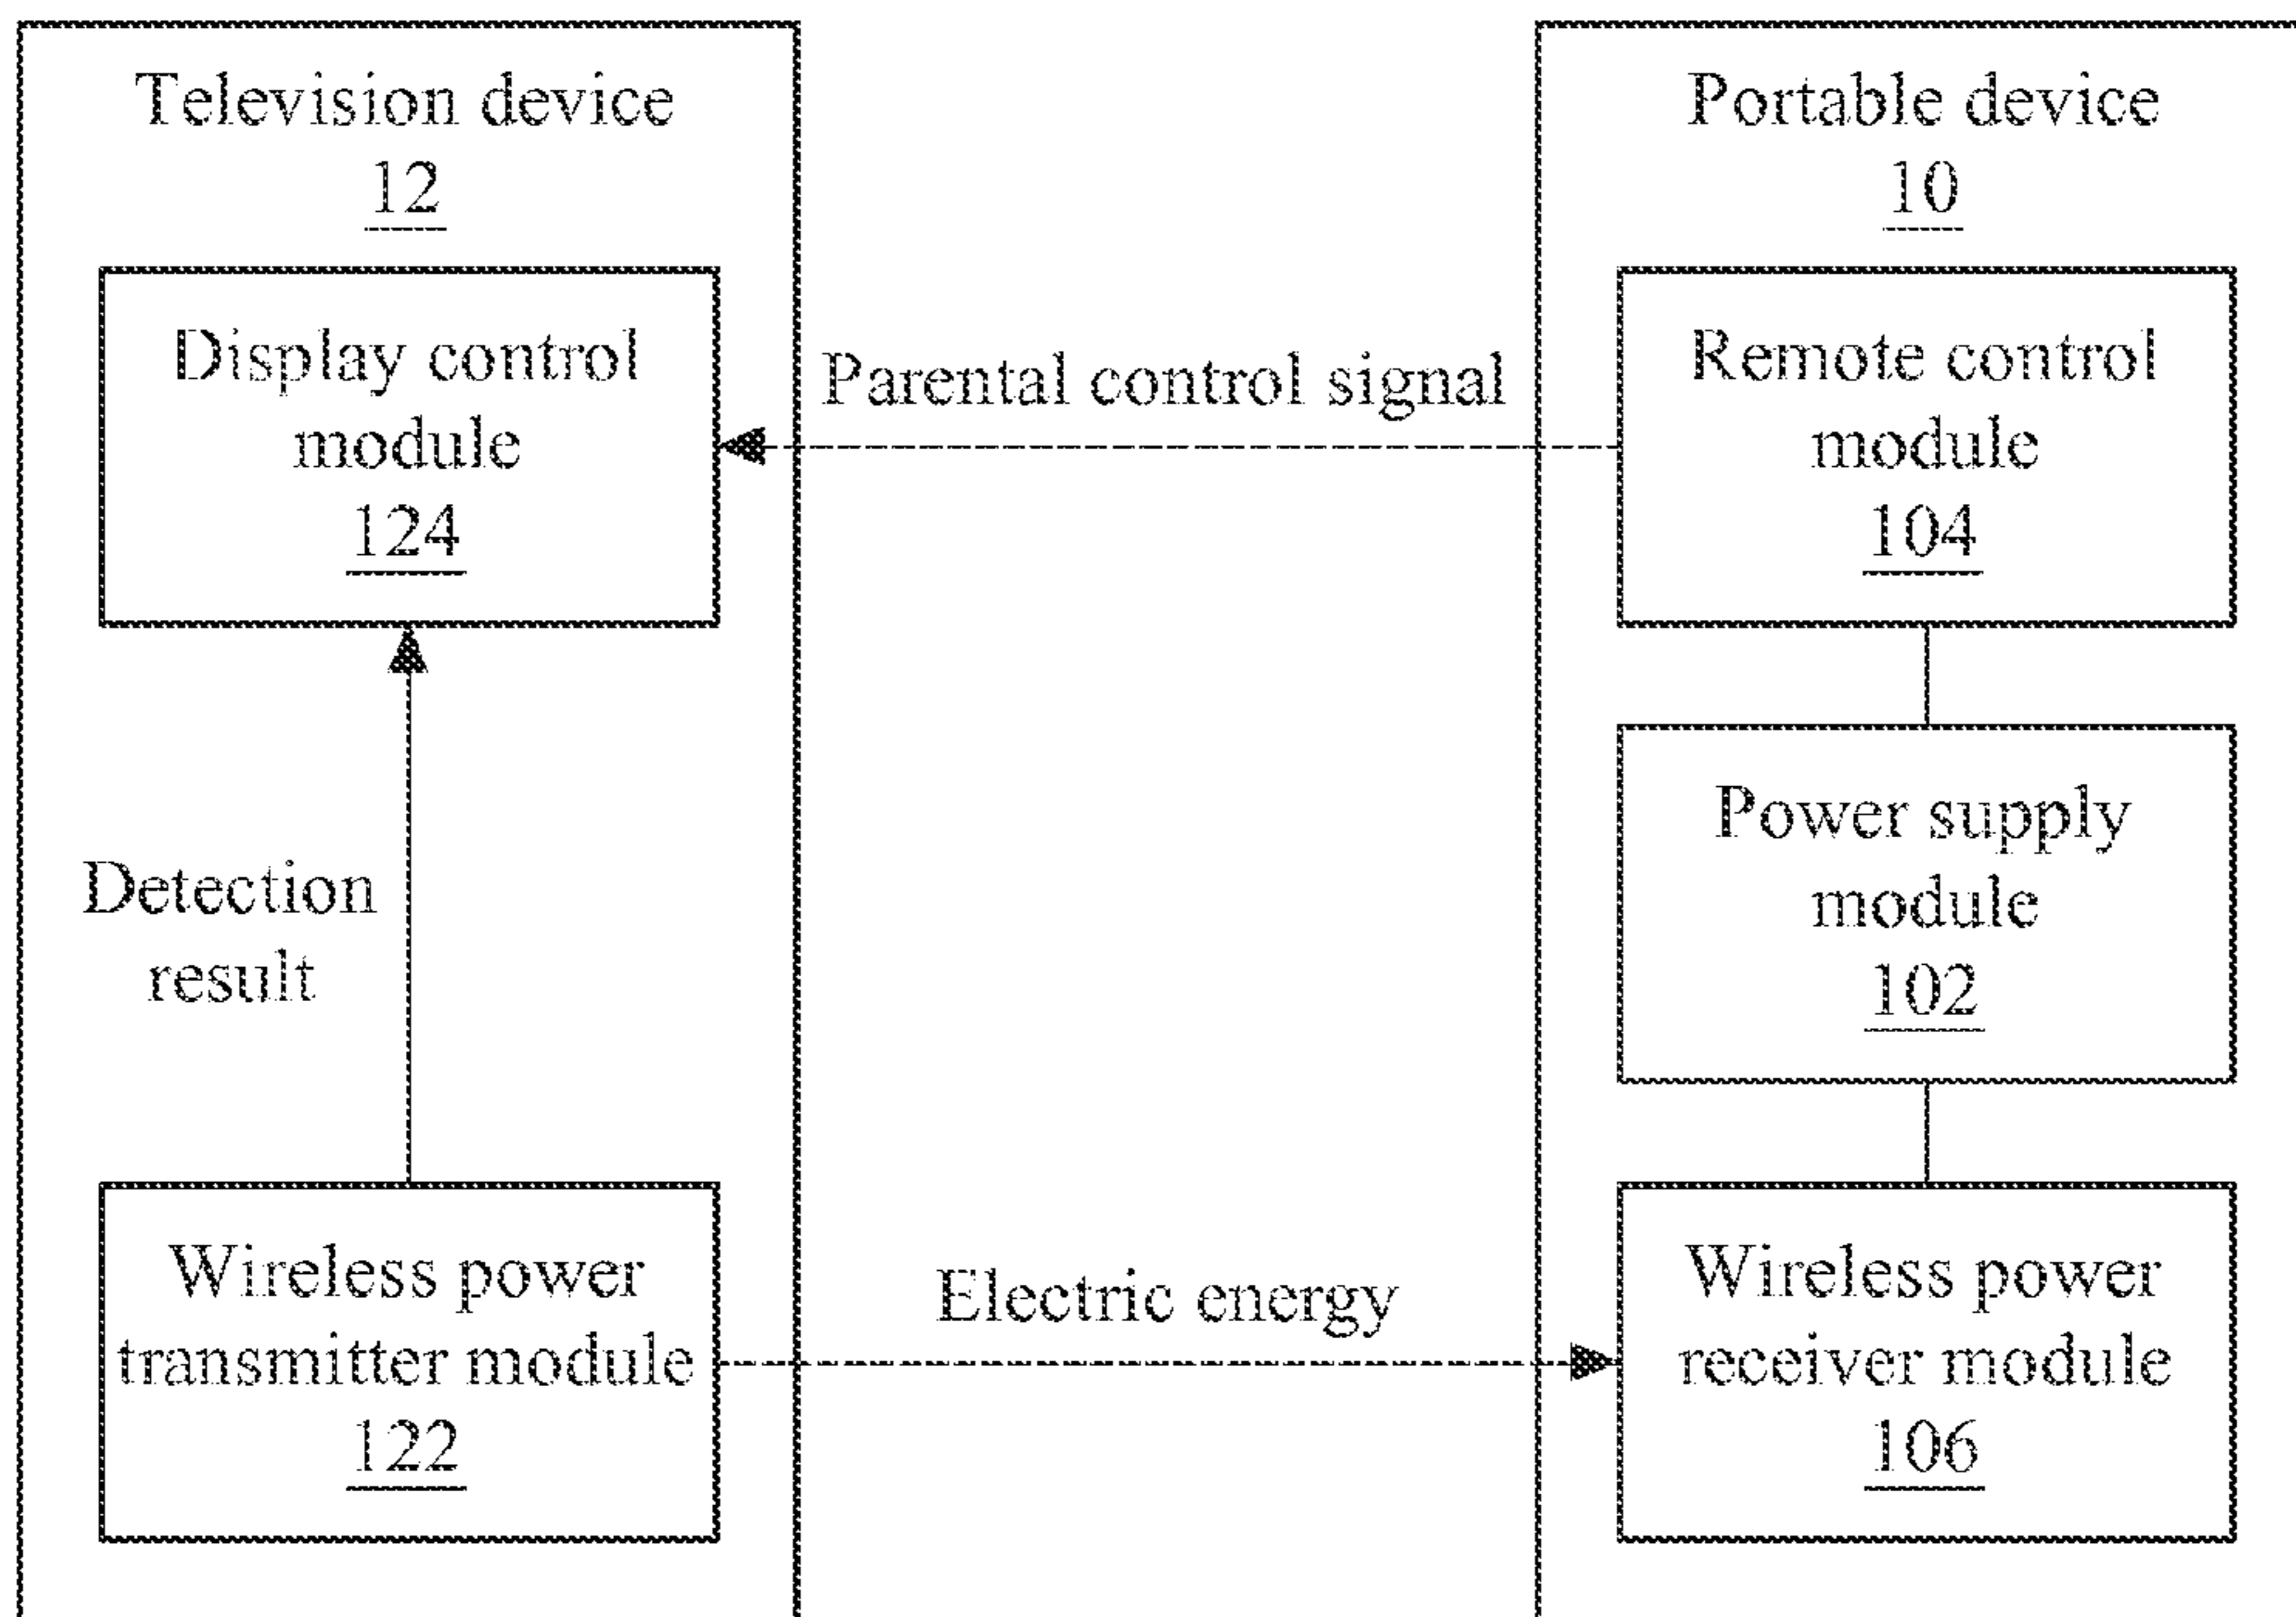 Television device
12
Display control
module
124
Detection
result
Wireless power
transmitter module
122
Parental control signal
Electric energy
Portable device
10
Remote control
module
104
Power supply
module
102
Wireless power
receiver module
106